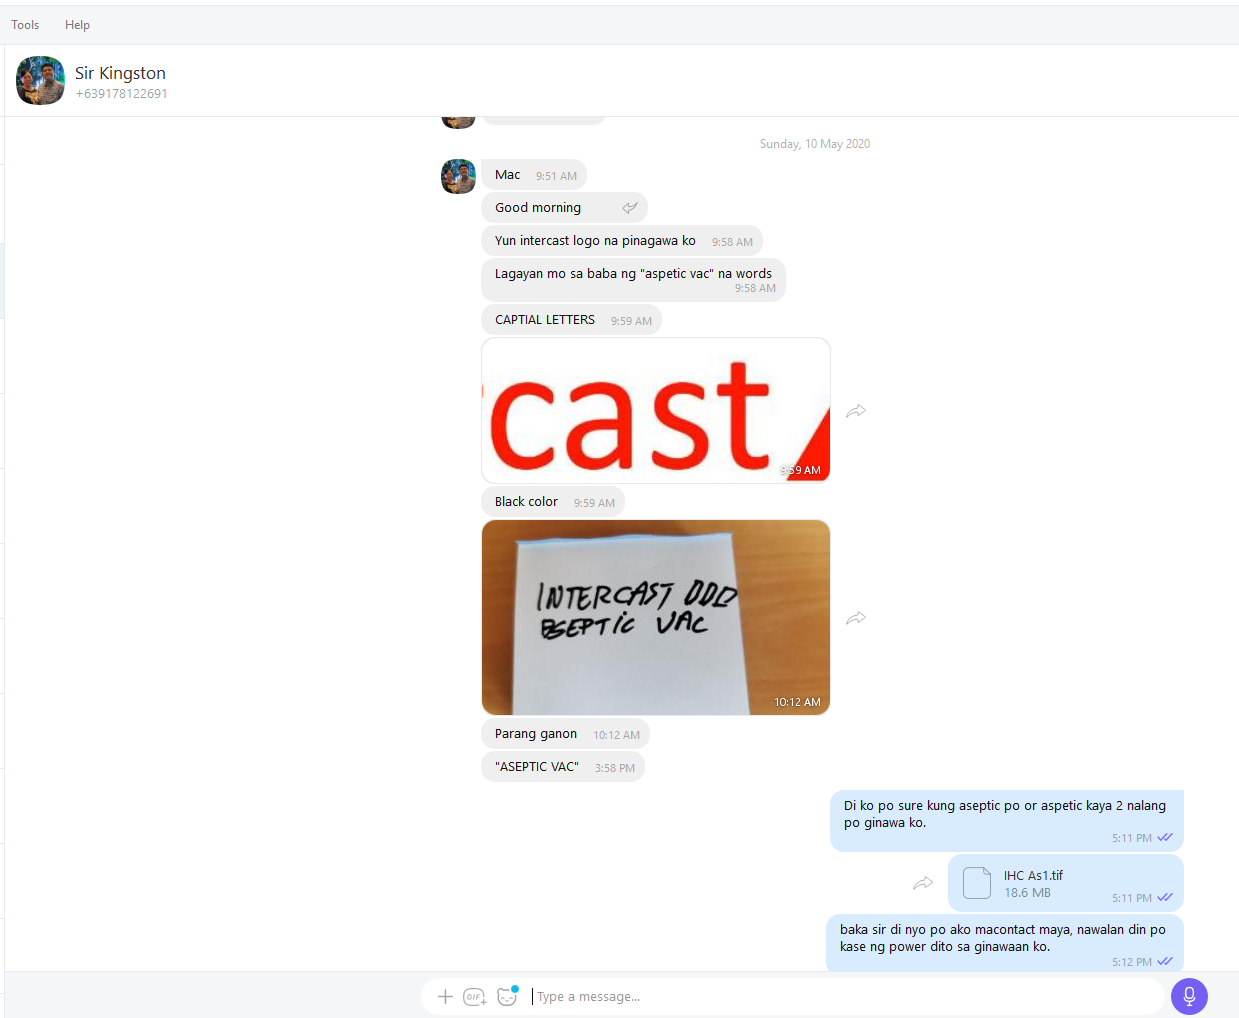 Tools Help
Sir Kingston
+639178122691
Sunday, 10 May 2020
Mac 9:51 AM
Good morning
Yun intercast logo na pinagawa ko 9:58 AM
Lagayan mo sa baba ng "aspetic vac" na words
9:58 AM
CAPTIAL LETTERS 9:59 AM
cast
9:59 AM
Black color 9:59 AM
INTERCAST
SEPTIC VAC
10:12 AM
Parang ganon 10:12 AM
"ASEPTIC VAC" 3:58 PM
Di ko po sure kung aseptic po or aspetic kaya 2 nalang
po ginawa ko.
5:11 PM
IHC As1.tif
18.6 MB
5:11 PM
baka sir di nyo po ako macontact maya, nawalan din po
kase ng power dito sa ginawaan ko.
5:12 PM
GIF
Type a message...